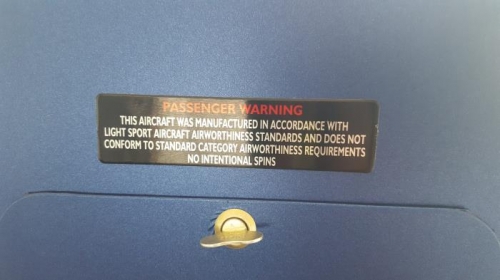 PASSENGER WARNING
THIS AIRCRAFT WAS MANUFACTURED IN ACCORDANCE WITH
LIGHT SPORT AIRCRAFT AIRWORTHINESS STANDARDS AND DOES NOT
CONFORM TO STANDARD CATEGORY AIRWORTHINESS REQUIREMENTS
NO INTENTIONAL SPINS